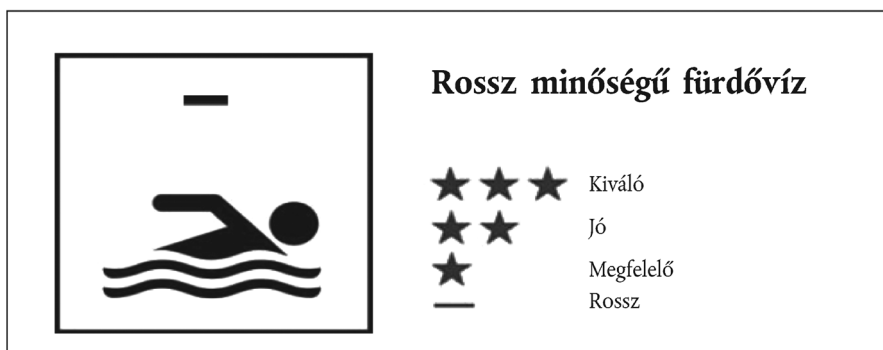 Rossz minőségű fürdővíz
Kiváló
Jó
Megfelelő
Rossz